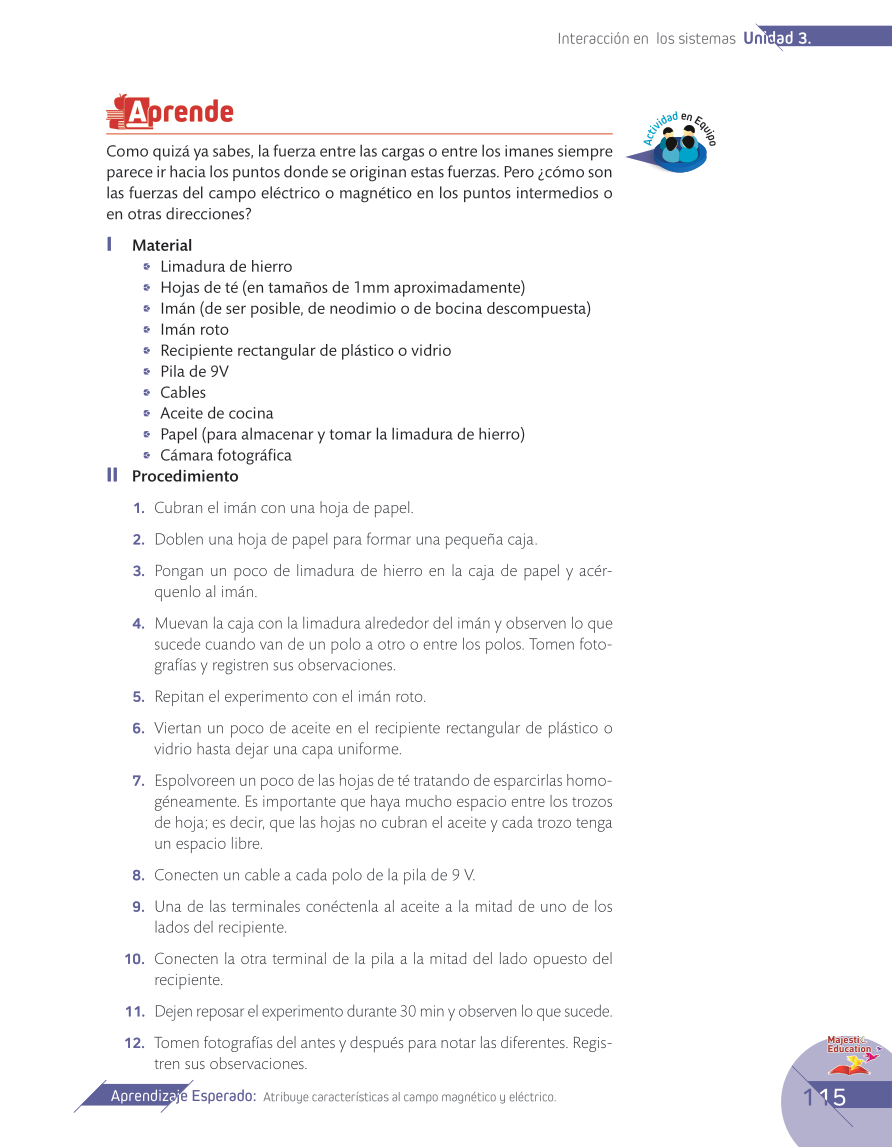 Interacción en los sistemas Unidad 3.
Aprende
Actividad en Equipo
Como quizá ya sabes, la fuerza entre las cargas o entre los imanes siempre
parece ir hacia los puntos donde se originan estas fuerzas. Pero ¿cómo son
las fuerzas del campo eléctrico o magnético en los puntos intermedios o
en otras direcciones?
I Material
Limadura de hierro
Hojas de té (en tamaños de 1mm aproximadamente)
Imán (de ser posible, de neodimio o de bocina descompuesta)
Imán roto
Recipiente rectangular de plástico o vidrio
Pila de 9V
Cables
Aceite de cocina
Papel (para almacenar y tomar la limadura de hierro)
Cámara fotográfica
II Procedimiento
1. Cubran el imán con una hoja de papel.
2. Doblen una hoja de papel para formar una pequeña caja.
3. Pongan un poco de limadura de hierro en la caja de papel y acér-
quenlo al imán.
4. Muevan la caja con la limadura alrededor del imán y observen lo que
sucede cuando van de un polo a otro o entre los polos. Tomen foto-
grafías y registren sus observaciones.
5. Repitan el experimento con el imán roto.
6. Viertan un poco de aceite en el recipiente rectangular de plástico o
vidrio hasta dejar una capa uniforme.
7. Espolvoreen un poco de las hojas de té tratando de esparcirlas homo-
géneamente. Es importante que haya mucho espacio entre los trozos
de hoja; es decir, que las hojas no cubran el aceite y cada trozo tenga
un espacio libre.
8. Conecten un cable a cada polo de la pila de 9 V.
9. Una de las terminales conéctenla al aceite a la mitad de uno de los
lados del recipiente.
10. Conecten la otra terminal de la pila a la mitad del lado opuesto del
recipiente.
11. Dejen reposar el experimento durante 30 min y observen lo que sucede.
12. Tomen fotografías del antes y después para notar las diferentes. Regis-
tren sus observaciones.
Majestic
Education
Aprendizaje Esperado: Atribuye características al campo magnético y eléctrico.
115